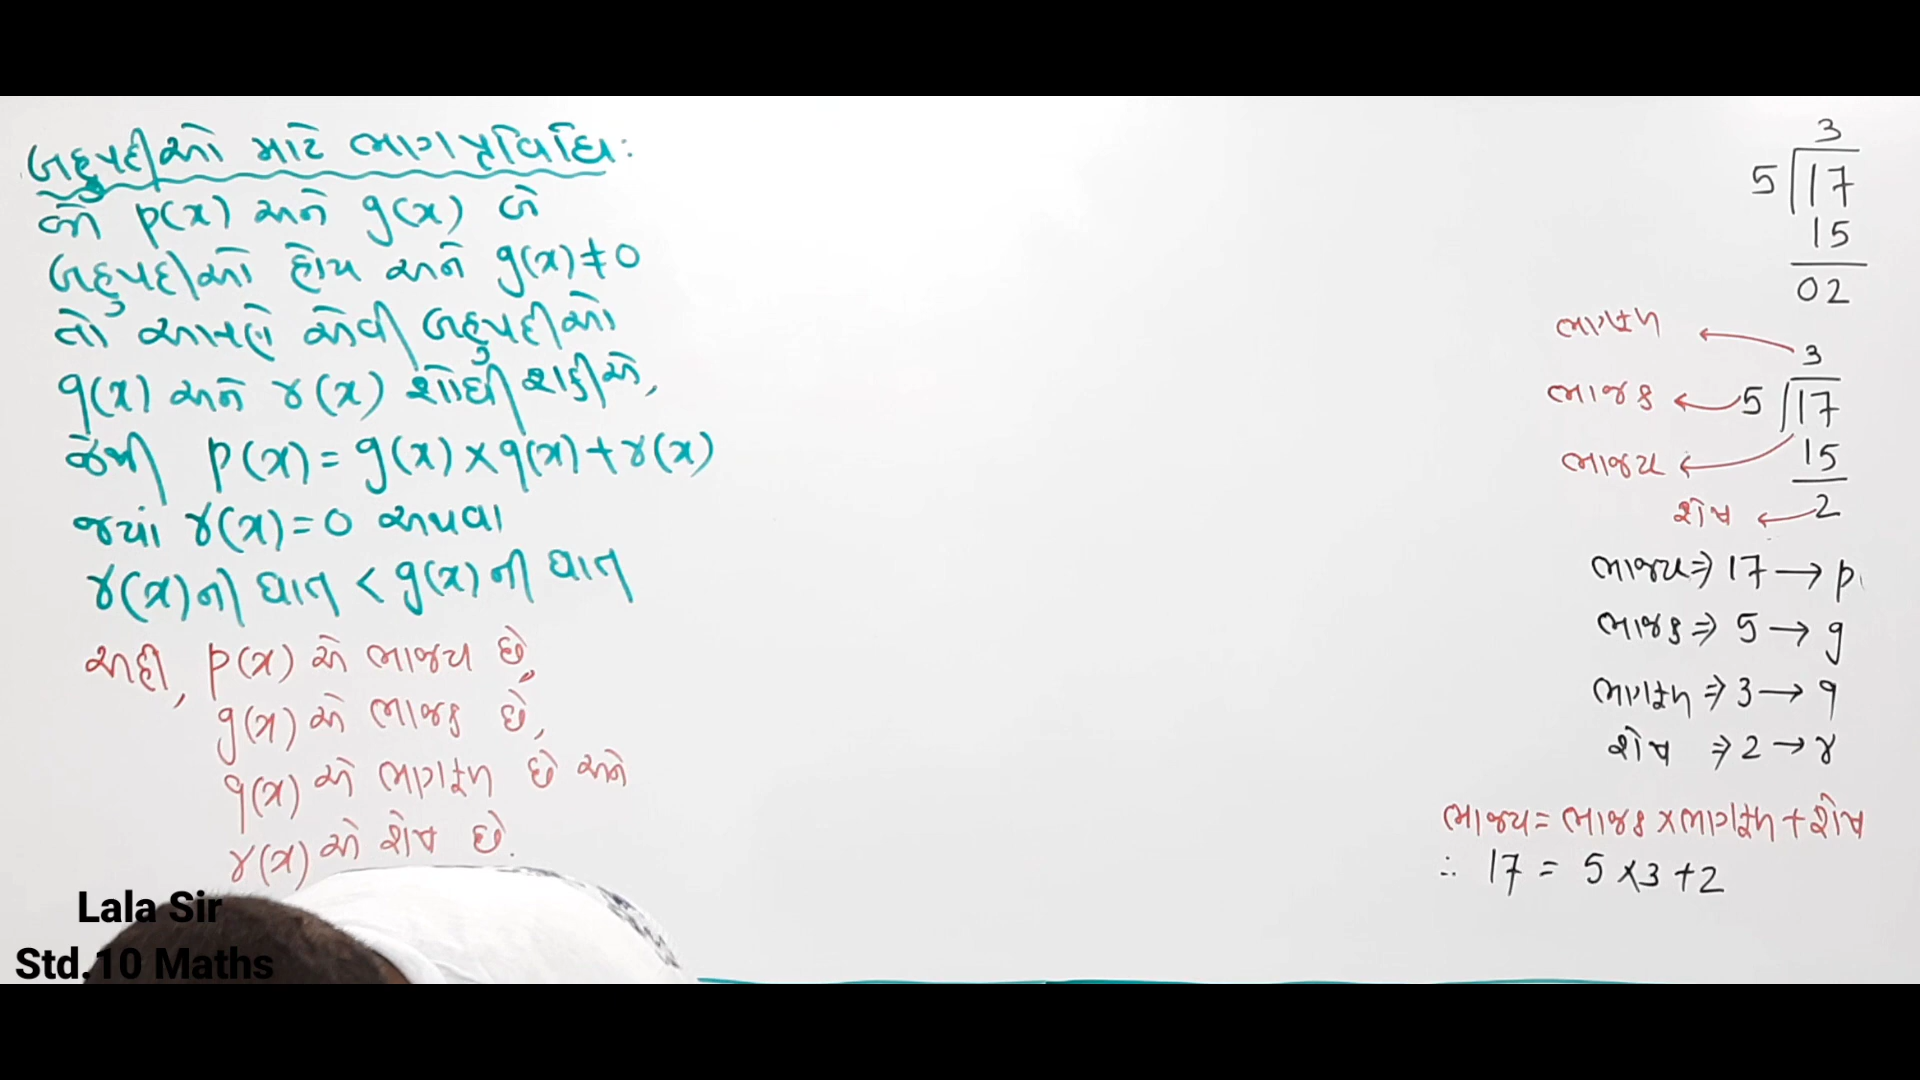 બહુપદીઓ માટે ભાગપ્રવિધિ:
જો p(x) અને g(x) બે
બહુપદીઓ હોય અને g(x)≠0
તો આપણે એવી બહુપદીઓ
q(x) અને r(x) શોધી શકીએ,
જેથી p(x) = g(x) × q(x) + r(x)
જ્યાં r(x) = 0 અથવા
r(x)ની ઘાત < g(x)ની ઘાત
અહીં, p(x) એ ભાજ્ય છે,
g(x) એ ભાજક છે,
q(x) એ ભાગફળ છે અને
r(x) એ શેષ છે.
3
5 17
15
02
ભાગફળ ← 3
ભાજક ← 5 17
ભાજ્ય ← 15
શેષ ← 2
ભાજ્ય ⇒ 17 → p
ભાજક ⇒ 5 → g
ભાગફળ ⇒ 3 → q
શેષ ⇒ 2 → r
ભાજ્ય = ભાજક × ભાગફળ + શેષ
∴ 17 = 5 × 3 + 2
Lala Sir
Std.10 Maths